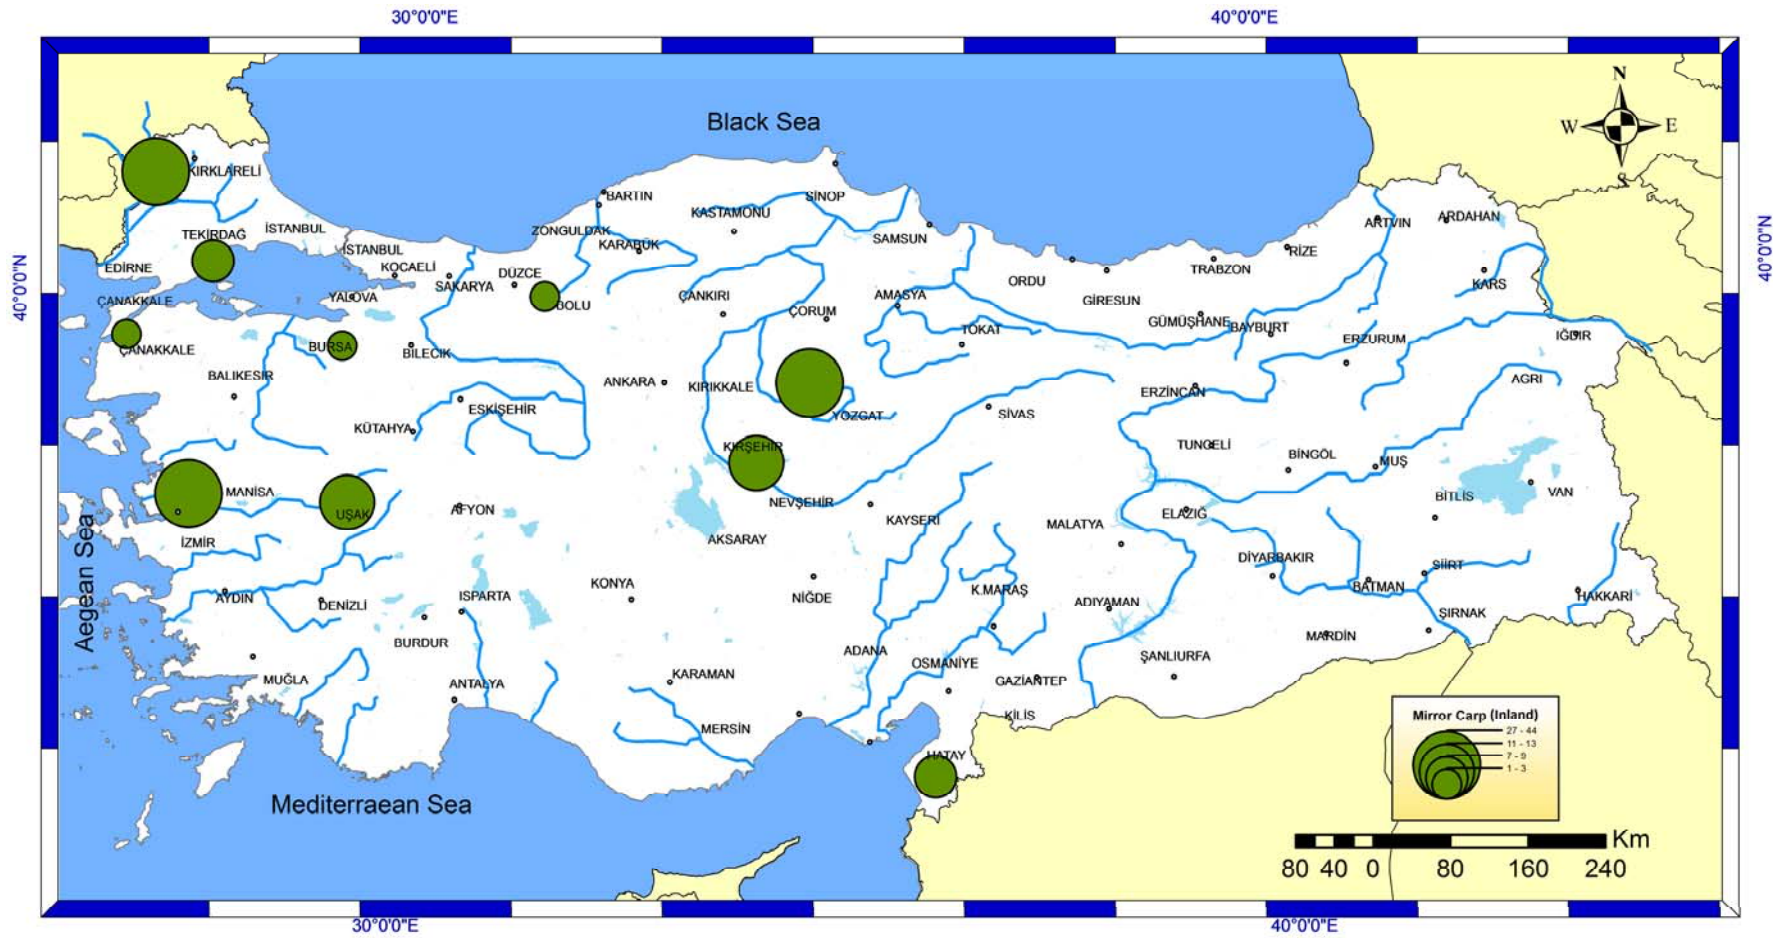 30°0'0"E
40°0'0"E
Black Sea
N
W
E
S
KIRKLARELİ
BARTIN
SİNOP
KASTAMONU
ARTVIN
ARDAHAN
TEKIRDAĞ
İSTANBUL
ZONGULDAK
SAMSUN
İSTANBUL
KARABÜK
RİZE
EDİRNE
KOCAELİ
DÜZCE
SAKARYA
ORDU
TRABZON
KARS
40°0'0"N
40°0'0"N
ÇANAKKALE
YALOVA
BOLU
ÇANKIRI
AMASYA
GİRESUN
ÇORUM
GÜMÜŞHANE
BAYBURT
TOKAT
ERZURUM
IĞDIR
ÇANAKKALE
BURSA
BİLECIK
BALIKESIR
ANKARA
KIRIKKALE
ERZİNCAN
AGRI
ESKİŞEHİR
YOZGAT
SİVAS
KÜTAHYA
KIRŞEHİR
TUNCELİ
BİNGÖL
MUŞ
MANİSA
UŞAK
AFYON
NEVŞEHİR
KAYSERİ
MALATYA
ELAZIĞ
BİTLIS
VAN
İZMİR
AKSARAY
DİYARBAKIR
SİİRT
Aegean Sea
AYDIN
DENİZLİ
ISPARTA
KONYA
NİĞDE
K.MARAŞ
ADIYAMAN
BATMAN
HAKKARİ
ŞIRNAK
BURDUR
MARDİN
ADANA
OSMANİYE
ŞANLIURFA
MUĞLA
ANTALYA
KARAMAN
GAZİANTEP
MERSİN
KİLİS
HATAY
Mirror Carp (Inland)
27 - 44
11 - 13
7 - 9
1 - 3
Mediterraean Sea
Km
80 40 0 80 160 240
30°0'0"E
40°0'0"E